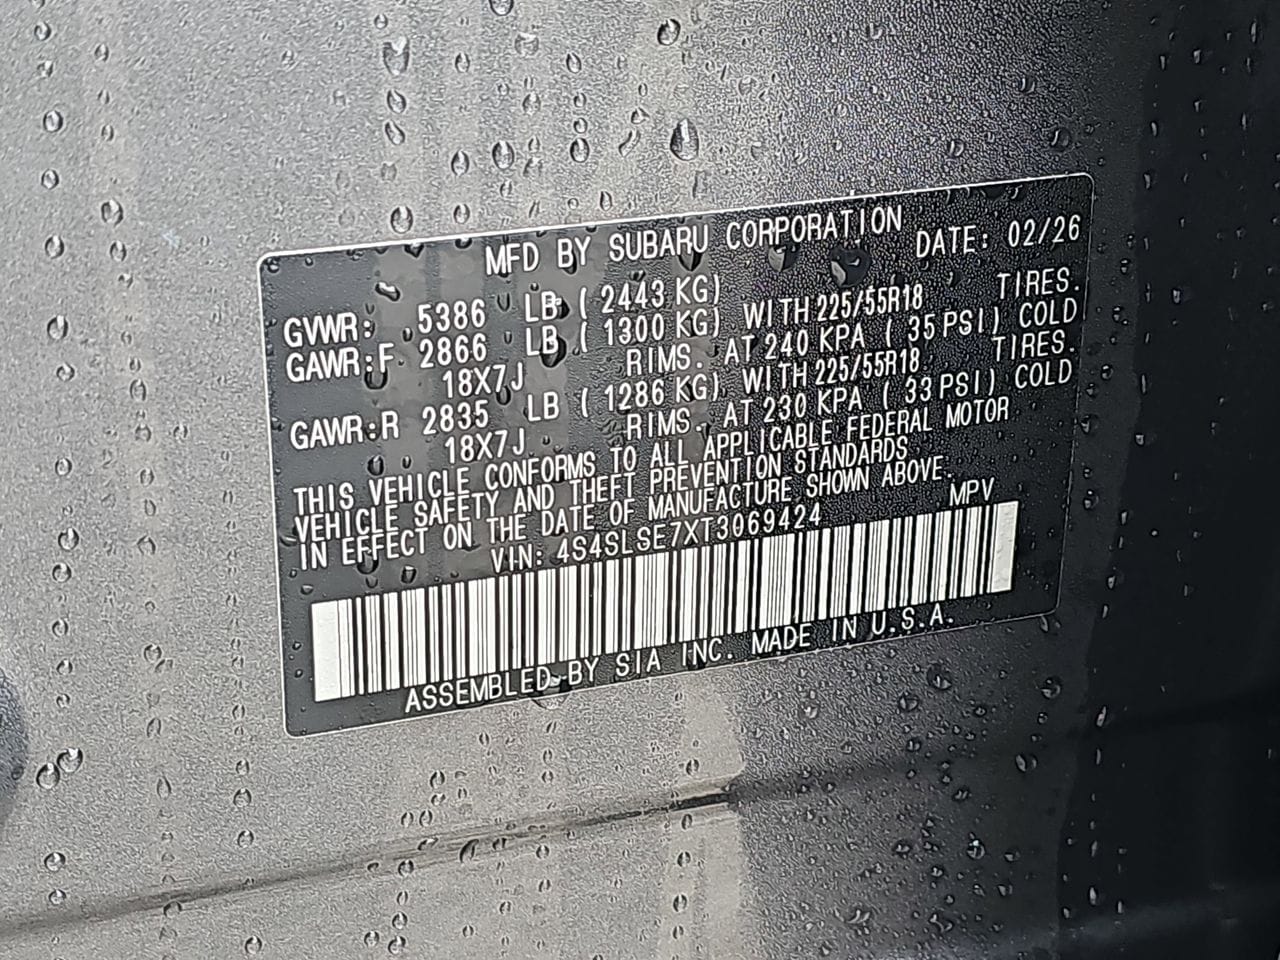 MFD BY SUBARU CORPORATION DATE: 02/26
GVWR: 5386 LB ( 2443 KG)
GAWR:F 2866 LB ( 1300 KG) WITH 225/55R18 TIRES.
18X7J RIMS. AT 240 KPA ( 35 PSI) COLD
GAWR:R 2835 LB ( 1286 KG) WITH 225/55R18 TIRES.
18X7J RIMS. AT 230 KPA ( 33 PSI) COLD
THIS VEHICLE CONFORMS TO ALL APPLICABLE FEDERAL MOTOR
VEHICLE SAFETY AND THEFT PREVENTION STANDARDS
IN EFFECT ON THE DATE OF MANUFACTURE SHOWN ABOVE.
VIN: 4S4SLSE7XT3069424 MPV
ASSEMBLED BY SIA INC. MADE IN U.S.A.